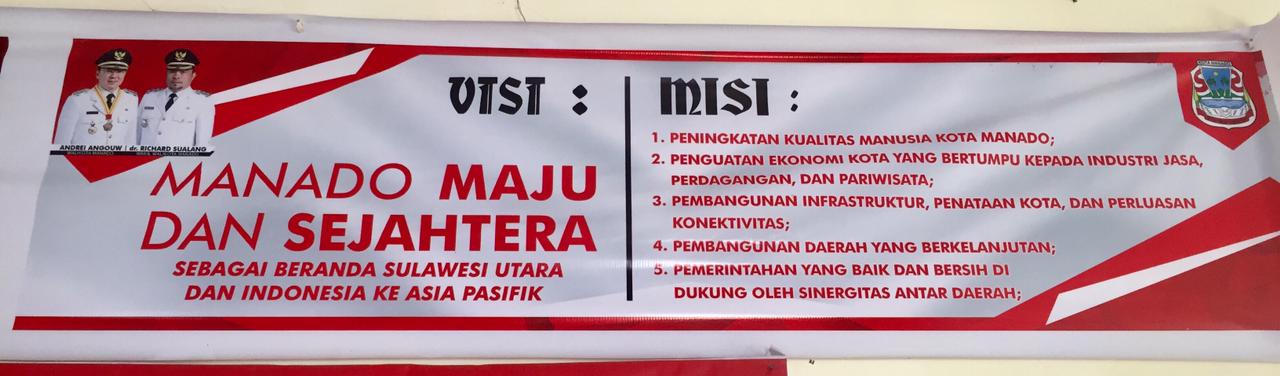 ANDREI ANGOUW | dr. RICHARD SUALANG
VISI :
MANADO MAJU
DAN SEJAHTERA
SEBAGAI BERANDA SULAWESI UTARA
DAN INDONESIA KE ASIA PASIFIK
MISI :
1. PENINGKATAN KUALITAS MANUSIA KOTA MANADO;
2. PENGUATAN EKONOMI KOTA YANG BERTUMPU KEPADA INDUSTRI JASA,
PERDAGANGAN, DAN PARIWISATA;
3. PEMBANGUNAN INFRASTRUKTUR, PENATAAN KOTA, DAN PERLUASAN
KONEKTIVITAS;
4. PEMBANGUNAN DAERAH YANG BERKELANJUTAN;
5. PEMERINTAHAN YANG BAIK DAN BERSIH DI
DUKUNG OLEH SINERGITAS ANTAR DAERAH;
KOTA MANADO